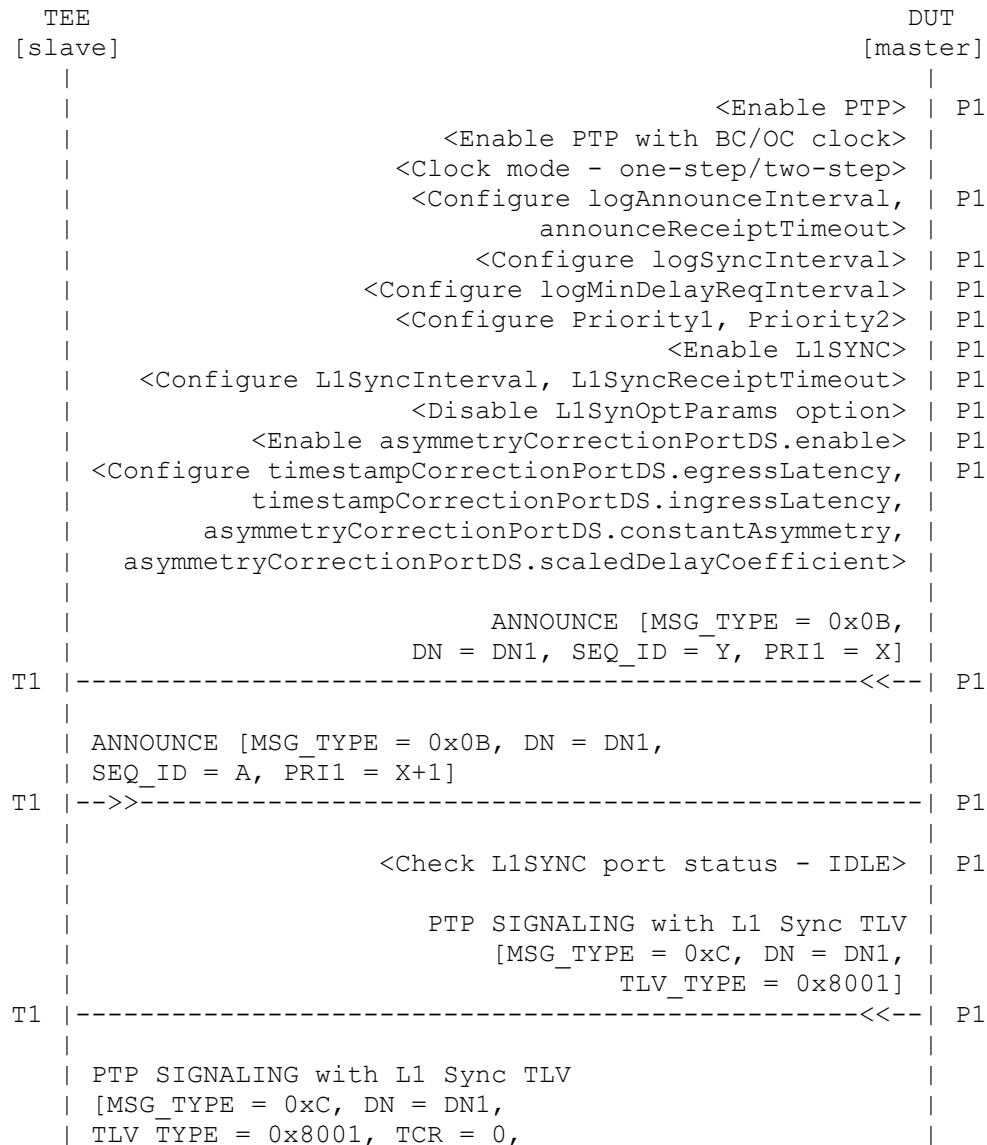 TEE                                                   DUT
[slave]                                              [master]
   |                                                     |
   |                                        <Enable PTP> | P1
   |                       <Enable PTP with BC/OC clock> |
   |                    <Clock mode - one-step/two-step> |
   |                     <Configure logAnnounceInterval, | P1
   |                             announceReceiptTimeout> |
   |                         <Configure logSyncInterval> | P1
   |                  <Configure logMinDelayReqInterval> | P1
   |                    <Configure Priority1, Priority2> | P1
   |                                     <Enable L1SYNC> | P1
   |    <Configure L1SyncInterval, L1SyncReceiptTimeout> | P1
   |                     <Disable L1SynOptParams option> | P1
   |           <Enable asymmetryCorrectionPortDS.enable> | P1
   | <Configure timestampCorrectionPortDS.egressLatency, | P1
   |           timestampCorrectionPortDS.ingressLatency, |
   |        asymmetryCorrectionPortDS.constantAsymmetry, |
   |   asymmetryCorrectionPortDS.scaledDelayCoefficient> |
   |                                                     |
   |                          ANNOUNCE [MSG_TYPE = 0x0B, |
   |                     DN = DN1, SEQ_ID = Y, PRI1 = X] |
T1 |-------------------------------------------------<<--| P1
   |                                                     |
   | ANNOUNCE [MSG_TYPE = 0x0B, DN = DN1,                |
   | SEQ_ID = A, PRI1 = X+1]                             |
T1 |-->>-------------------------------------------------| P1
   |                                                     |
   |                   <Check L1SYNC port status - IDLE> | P1
   |                                                     |
   |                      PTP SIGNALING with L1 Sync TLV |
   |                          [MSG_TYPE = 0xC, DN = DN1, |
   |                                  TLV_TYPE = 0x8001] |
T1 |-------------------------------------------------<<--| P1
   |                                                     |
   | PTP SIGNALING with L1 Sync TLV                      |
   | [MSG_TYPE = 0xC, DN = DN1,                          |
   | TLV_TYPE = 0x8001, TCR = 0,                         |